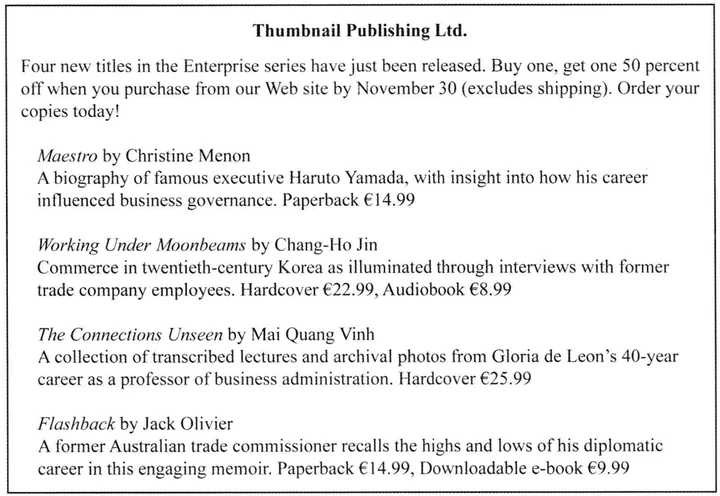 Thumbnail Publishing Ltd.
Four new titles in the Enterprise series have just been released. Buy one, get one 50 percent
off when you purchase from our Web site by November 30 (excludes shipping). Order your
copies today!
Maestro by Christine Menon
A biography of famous executive Haruto Yamada, with insight into how his career
influenced business governance. Paperback €14.99
Working Under Moonbeams by Chang-Ho Jin
Commerce in twentieth-century Korea as illuminated through interviews with former
trade company employees. Hardcover €22.99, Audiobook €8.99
The Connections Unseen by Mai Quang Vinh
A collection of transcribed lectures and archival photos from Gloria de Leon's 40-year
career as a professor of business administration. Hardcover €25.99
Flashback by Jack Olivier
A former Australian trade commissioner recalls the highs and lows of his diplomatic
career in this engaging memoir. Paperback €14.99, Downloadable e-book €9.99